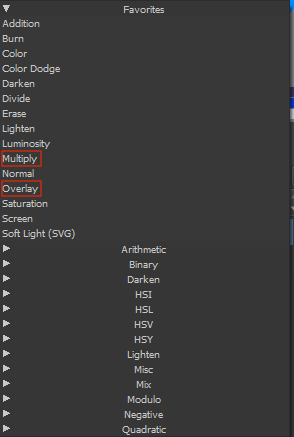 Favorites
Addition
Burn
Color
Color Dodge
Darken
Divide
Erase
Lighten
Luminosity
Multiply
Normal
Overlay
Saturation
Screen
Soft Light (SVG)
Arithmetic
Binary
Darken
HSI
HSL
HSV
HSY
Lighten
Misc
Mix
Modulo
Negative
Quadratic